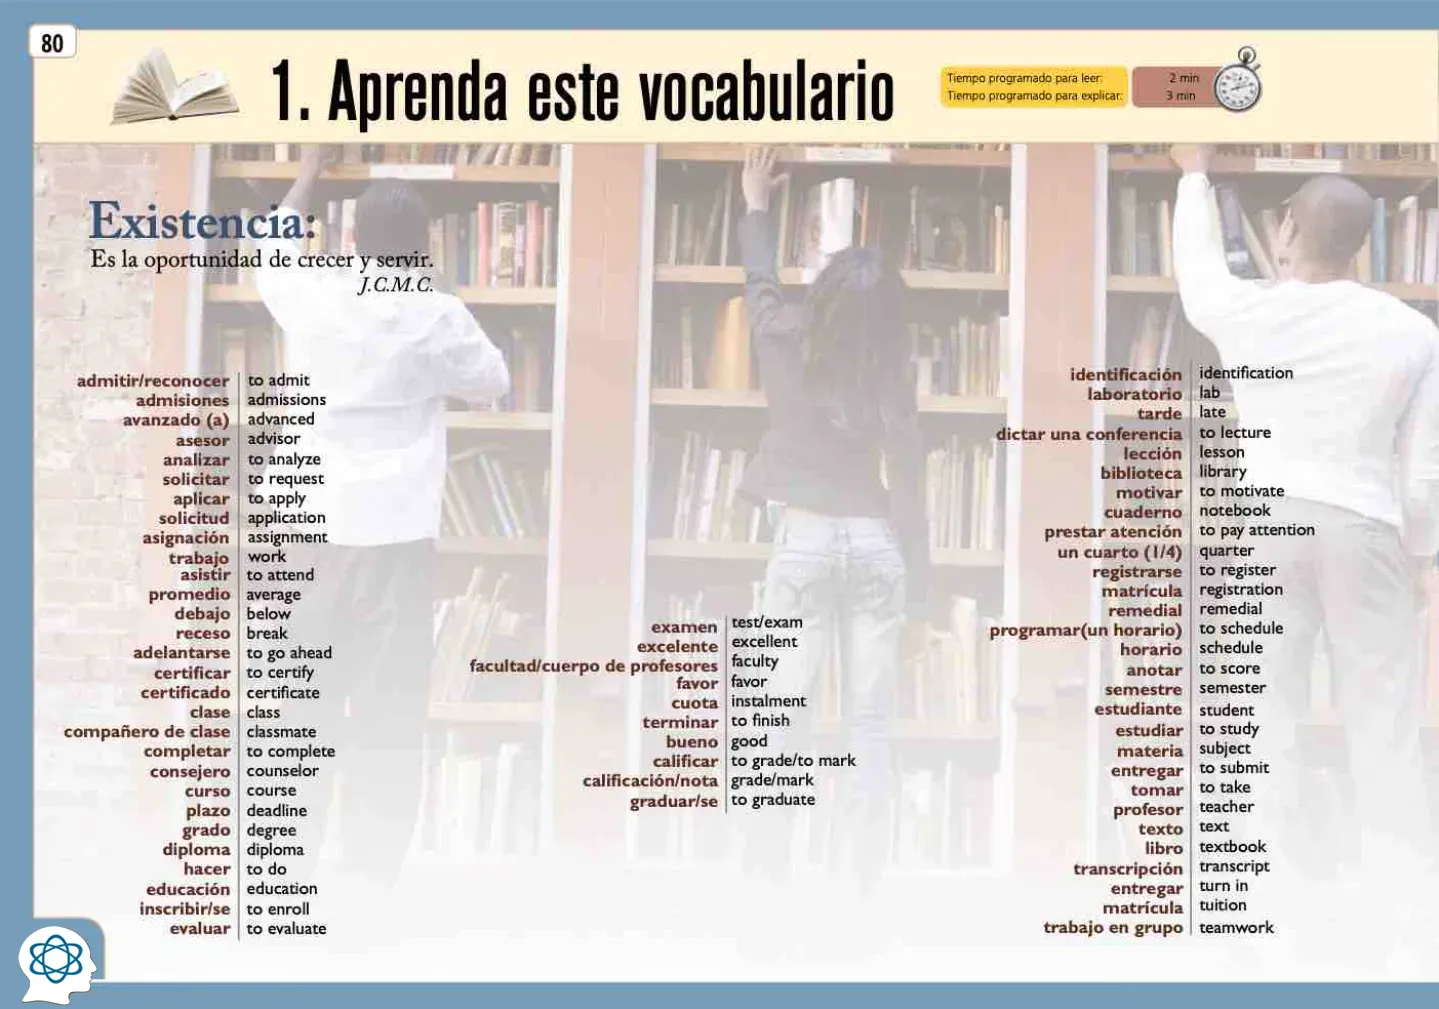 80
1. Aprenda este vocabulario
Tiempo programado para leer: 2 min
Tiempo programado para explicar: 3 min
Existencia:
Es la oportunidad de crecer y servir.
J.C.M.C.
admitir/reconocer to admit
admisiones admissions
avanzado (a) advanced
asesor advisor
analizar to analyze
solicitar to request
aplicar to apply
solicitud application
asignación assignment
trabajo work
asistir to attend
promedio average
debajo below
receso break
adelantarse to go ahead
certificar to certify
certificado certificate
clase class
compañero de clase classmate
completar to complete
consejero counselor
curso course
plazo deadline
grado degree
diploma diploma
hacer to do
educación education
inscribir/se to enroll
evaluar to evaluate
examen test/exam
excelente excellent
facultad/cuerpo de profesores faculty
favor favor
cuota instalment
terminar to finish
bueno good
calificar to grade/to mark
calificación/nota grade/mark
graduar/se to graduate
identificación identification
laboratorio lab
tarde late
dictar una conferencia to lecture
lección lesson
biblioteca library
motivar to motivate
cuaderno notebook
prestar atención to pay attention
un cuarto (1/4) quarter
registrarse to register
matrícula registration
remedial remedial
programar(un horario) to schedule
horario schedule
anotar to score
semestre semester
estudiante student
estudiar to study
materia subject
entregar to submit
tomar to take
profesor teacher
texto text
libro textbook
transcripción transcript
entregar turn in
matrícula tuition
trabajo en grupo teamwork